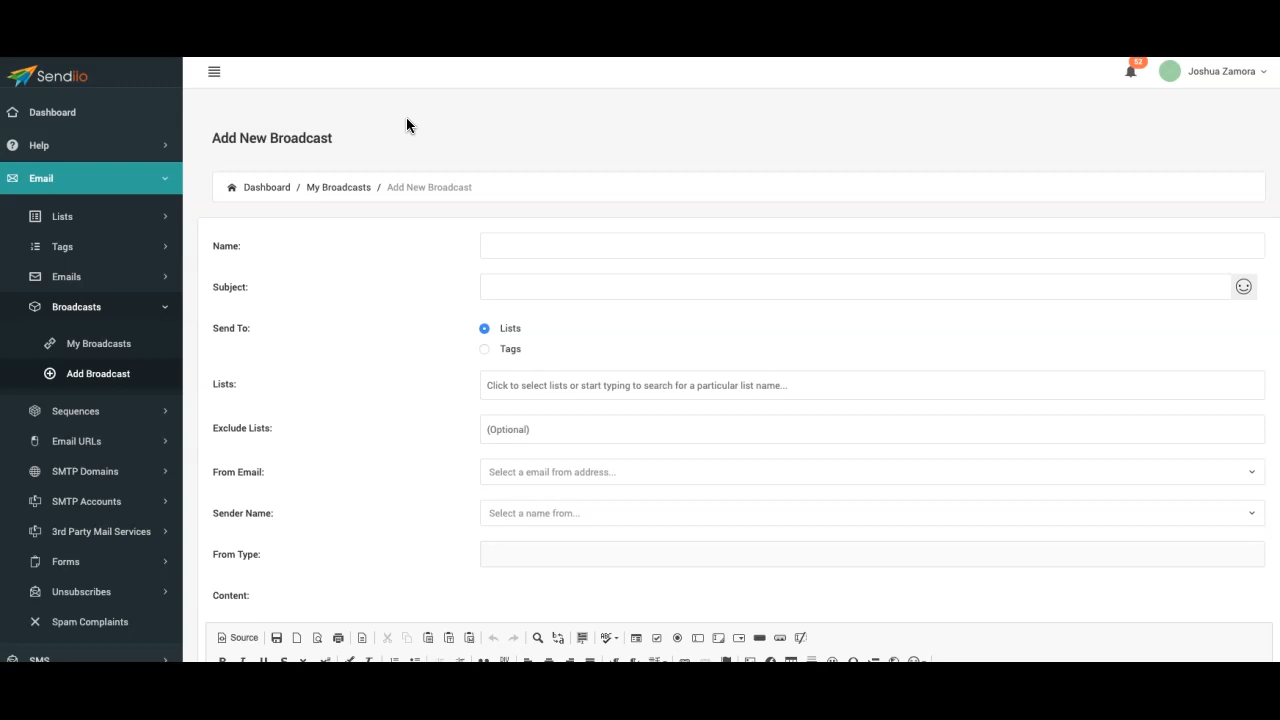 Sendiio
52
Joshua Zamora
Dashboard
Help
Email
Lists
Tags
Emails
Broadcasts
My Broadcasts
Add Broadcast
Sequences
Email URLs
SMTP Domains
SMTP Accounts
3rd Party Mail Services
Forms
Unsubscribes
Spam Complaints
SMS
Add New Broadcast
Dashboard / My Broadcasts / Add New Broadcast
Name:
Subject:
Send To:
Lists
Tags
Lists:
Click to select lists or start typing to search for a particular list name...
Exclude Lists:
(Optional)
From Email:
Select a email from address...
Sender Name:
Select a name from...
From Type:
Content:
Source